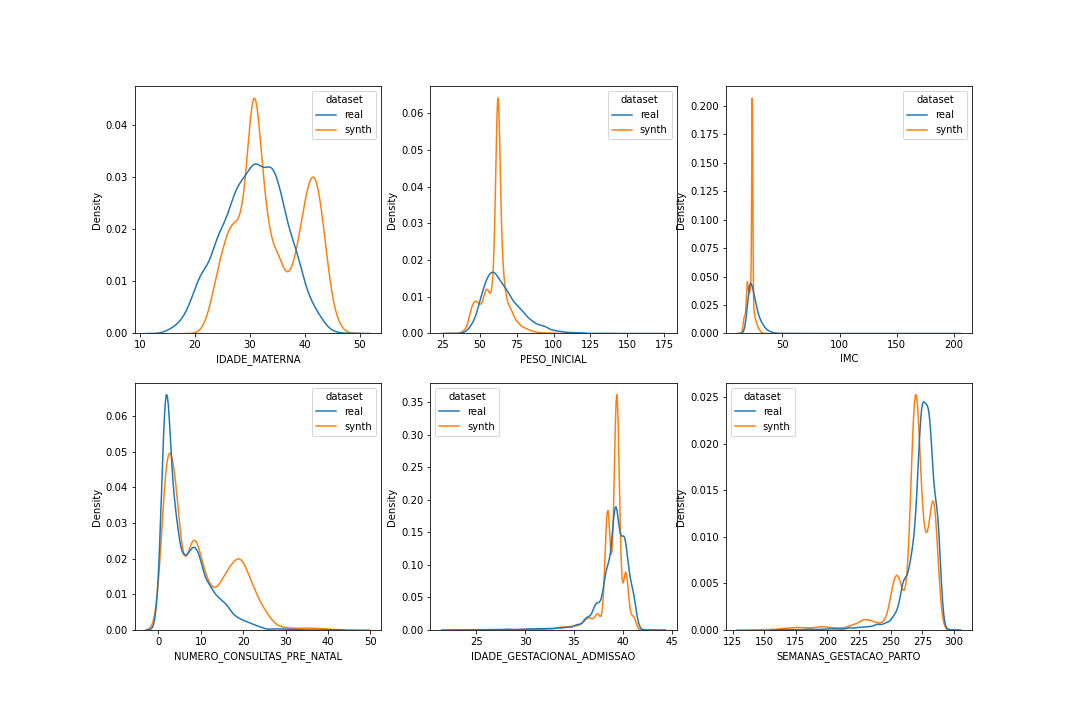 dataset
real
synth
0.04
0.03
0.02
0.01
0.00
Density
10 20 30 40 50
IDADE_MATERNA
dataset
real
synth
0.06
0.05
0.04
0.03
0.02
0.01
0.00
Density
25 50 75 100 125 150 175
PESO_INICIAL
dataset
real
synth
0.200
0.175
0.150
0.125
0.100
0.075
0.050
0.025
0.000
Density
50 100 150 200
IMC
dataset
real
synth
0.06
0.05
0.04
0.03
0.02
0.01
0.00
Density
0 10 20 30 40 50
NUMERO_CONSULTAS_PRE_NATAL
dataset
real
synth
0.35
0.30
0.25
0.20
0.15
0.10
0.05
0.00
Density
25 30 35 40 45
IDADE_GESTACIONAL_ADMISSAO
dataset
real
synth
0.025
0.020
0.015
0.010
0.005
0.000
Density
125 150 175 200 225 250 275 300
SEMANAS_GESTACAO_PARTO